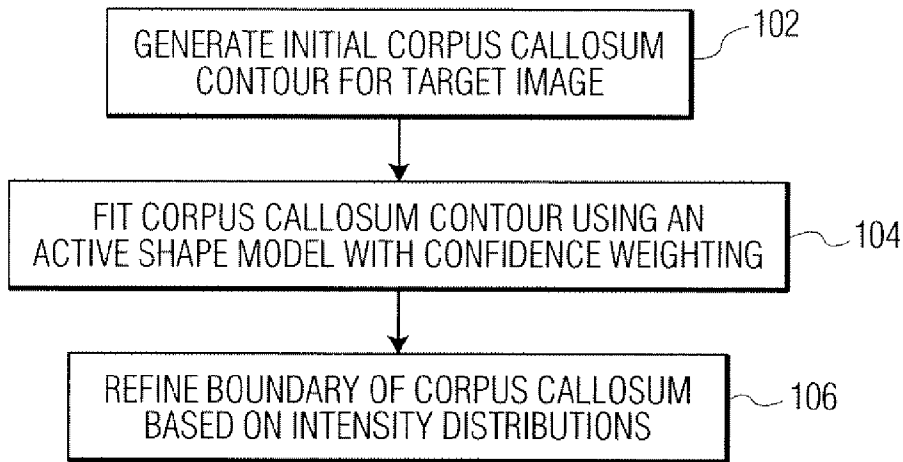 GENERATE INITIAL CORPUS CALLOSUM
CONTOUR FOR TARGET IMAGE
102
FIT CORPUS CALLOSUM CONTOUR USING AN
ACTIVE SHAPE MODEL WITH CONFIDENCE WEIGHTING
104
REFINE BOUNDARY OF CORPUS CALLOSUM
BASED ON INTENSITY DISTRIBUTIONS
106